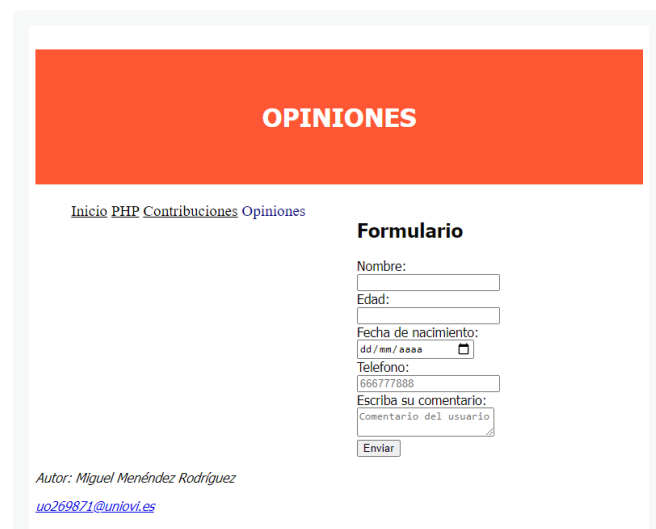 OPINIONES
Inicio PHP Contribuciones Opiniones
Formulario
Nombre:
Edad:
Fecha de nacimiento:
dd/mm/aaaa
Telefono:
666777888
Escriba su comentario:
Comentario del usuario
Enviar
Autor: Miguel Menéndez Rodríguez
uo269871@uniovi.es